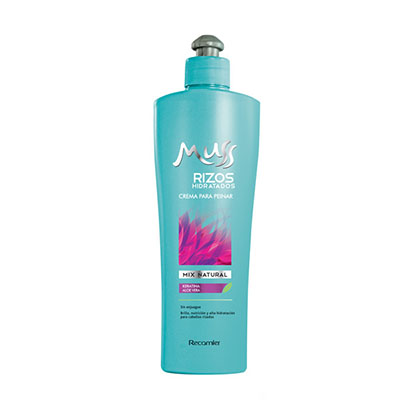 Muss
RIZOS
HIDRATADOS
CREMA PARA PEINAR
MIX NATURAL
KERATINA
ALOE VERA
Sin enjuague
Brillo, nutrición y alta hidratación
para cabellos rizados
Recamier